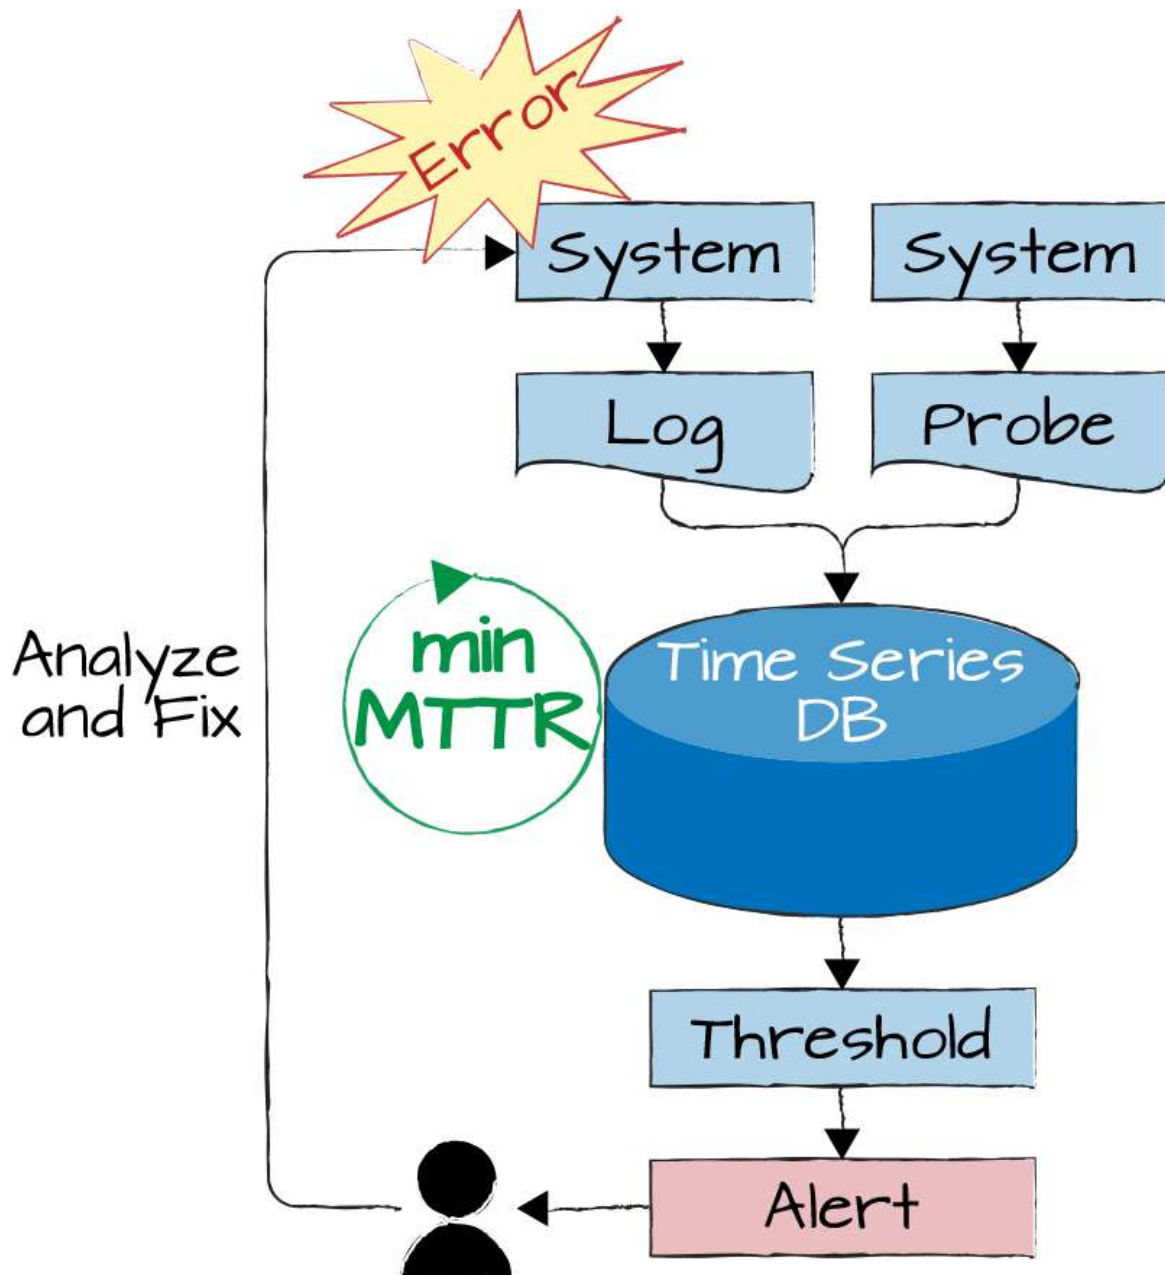 Error
System
System
Log
Probe
Analyze
and Fix
min
MTTR
Time Series
DB
Threshold
Alert